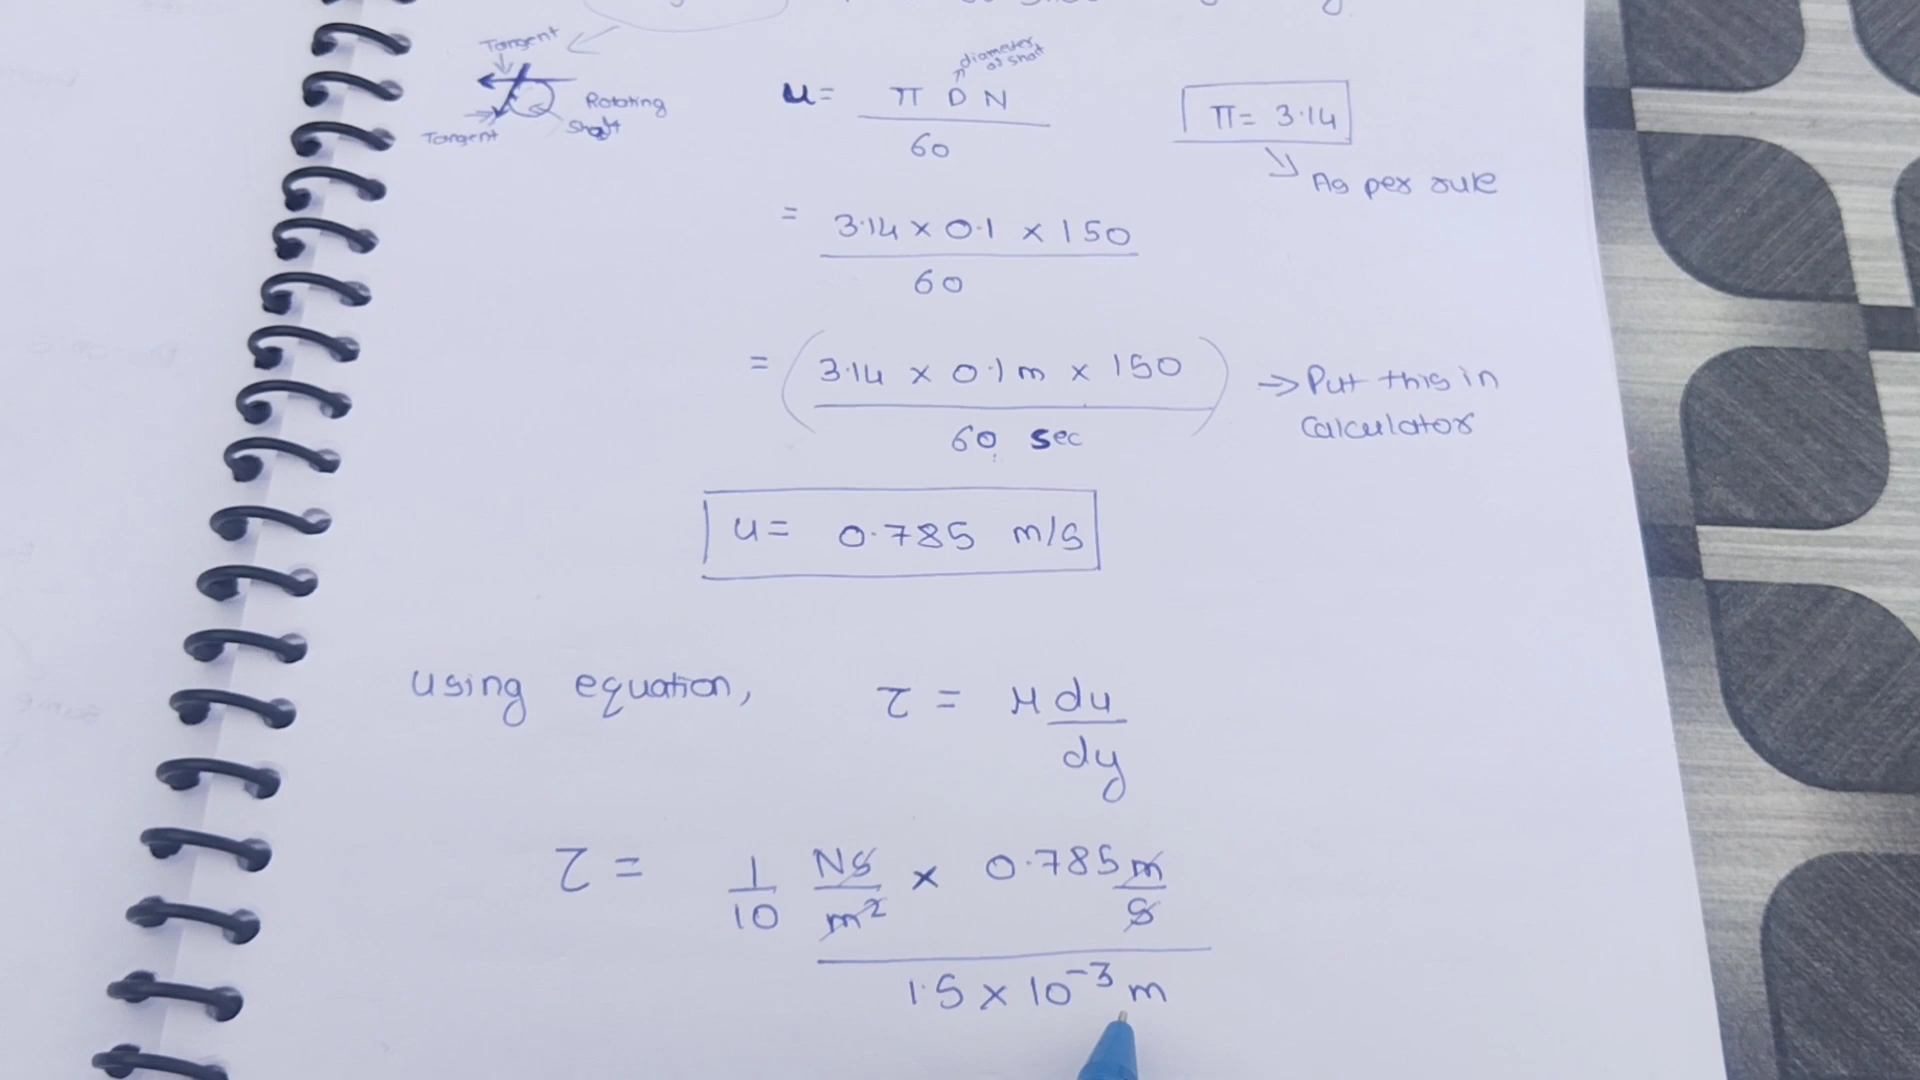 Tangent
Rotating
Shaft
Tangent
diameter
of shaft
u = π D N / 60
π = 3.14
As per rule
= 3.14 × 0.1 × 150 / 60
= (3.14 × 0.1 m × 150 / 60 sec) → Put this in
Calculator
u = 0.785 m/s
using equation, τ = μ du / dy
τ = 1/10 Ns/m² × 0.785 m/s
1.5 × 10⁻³ m